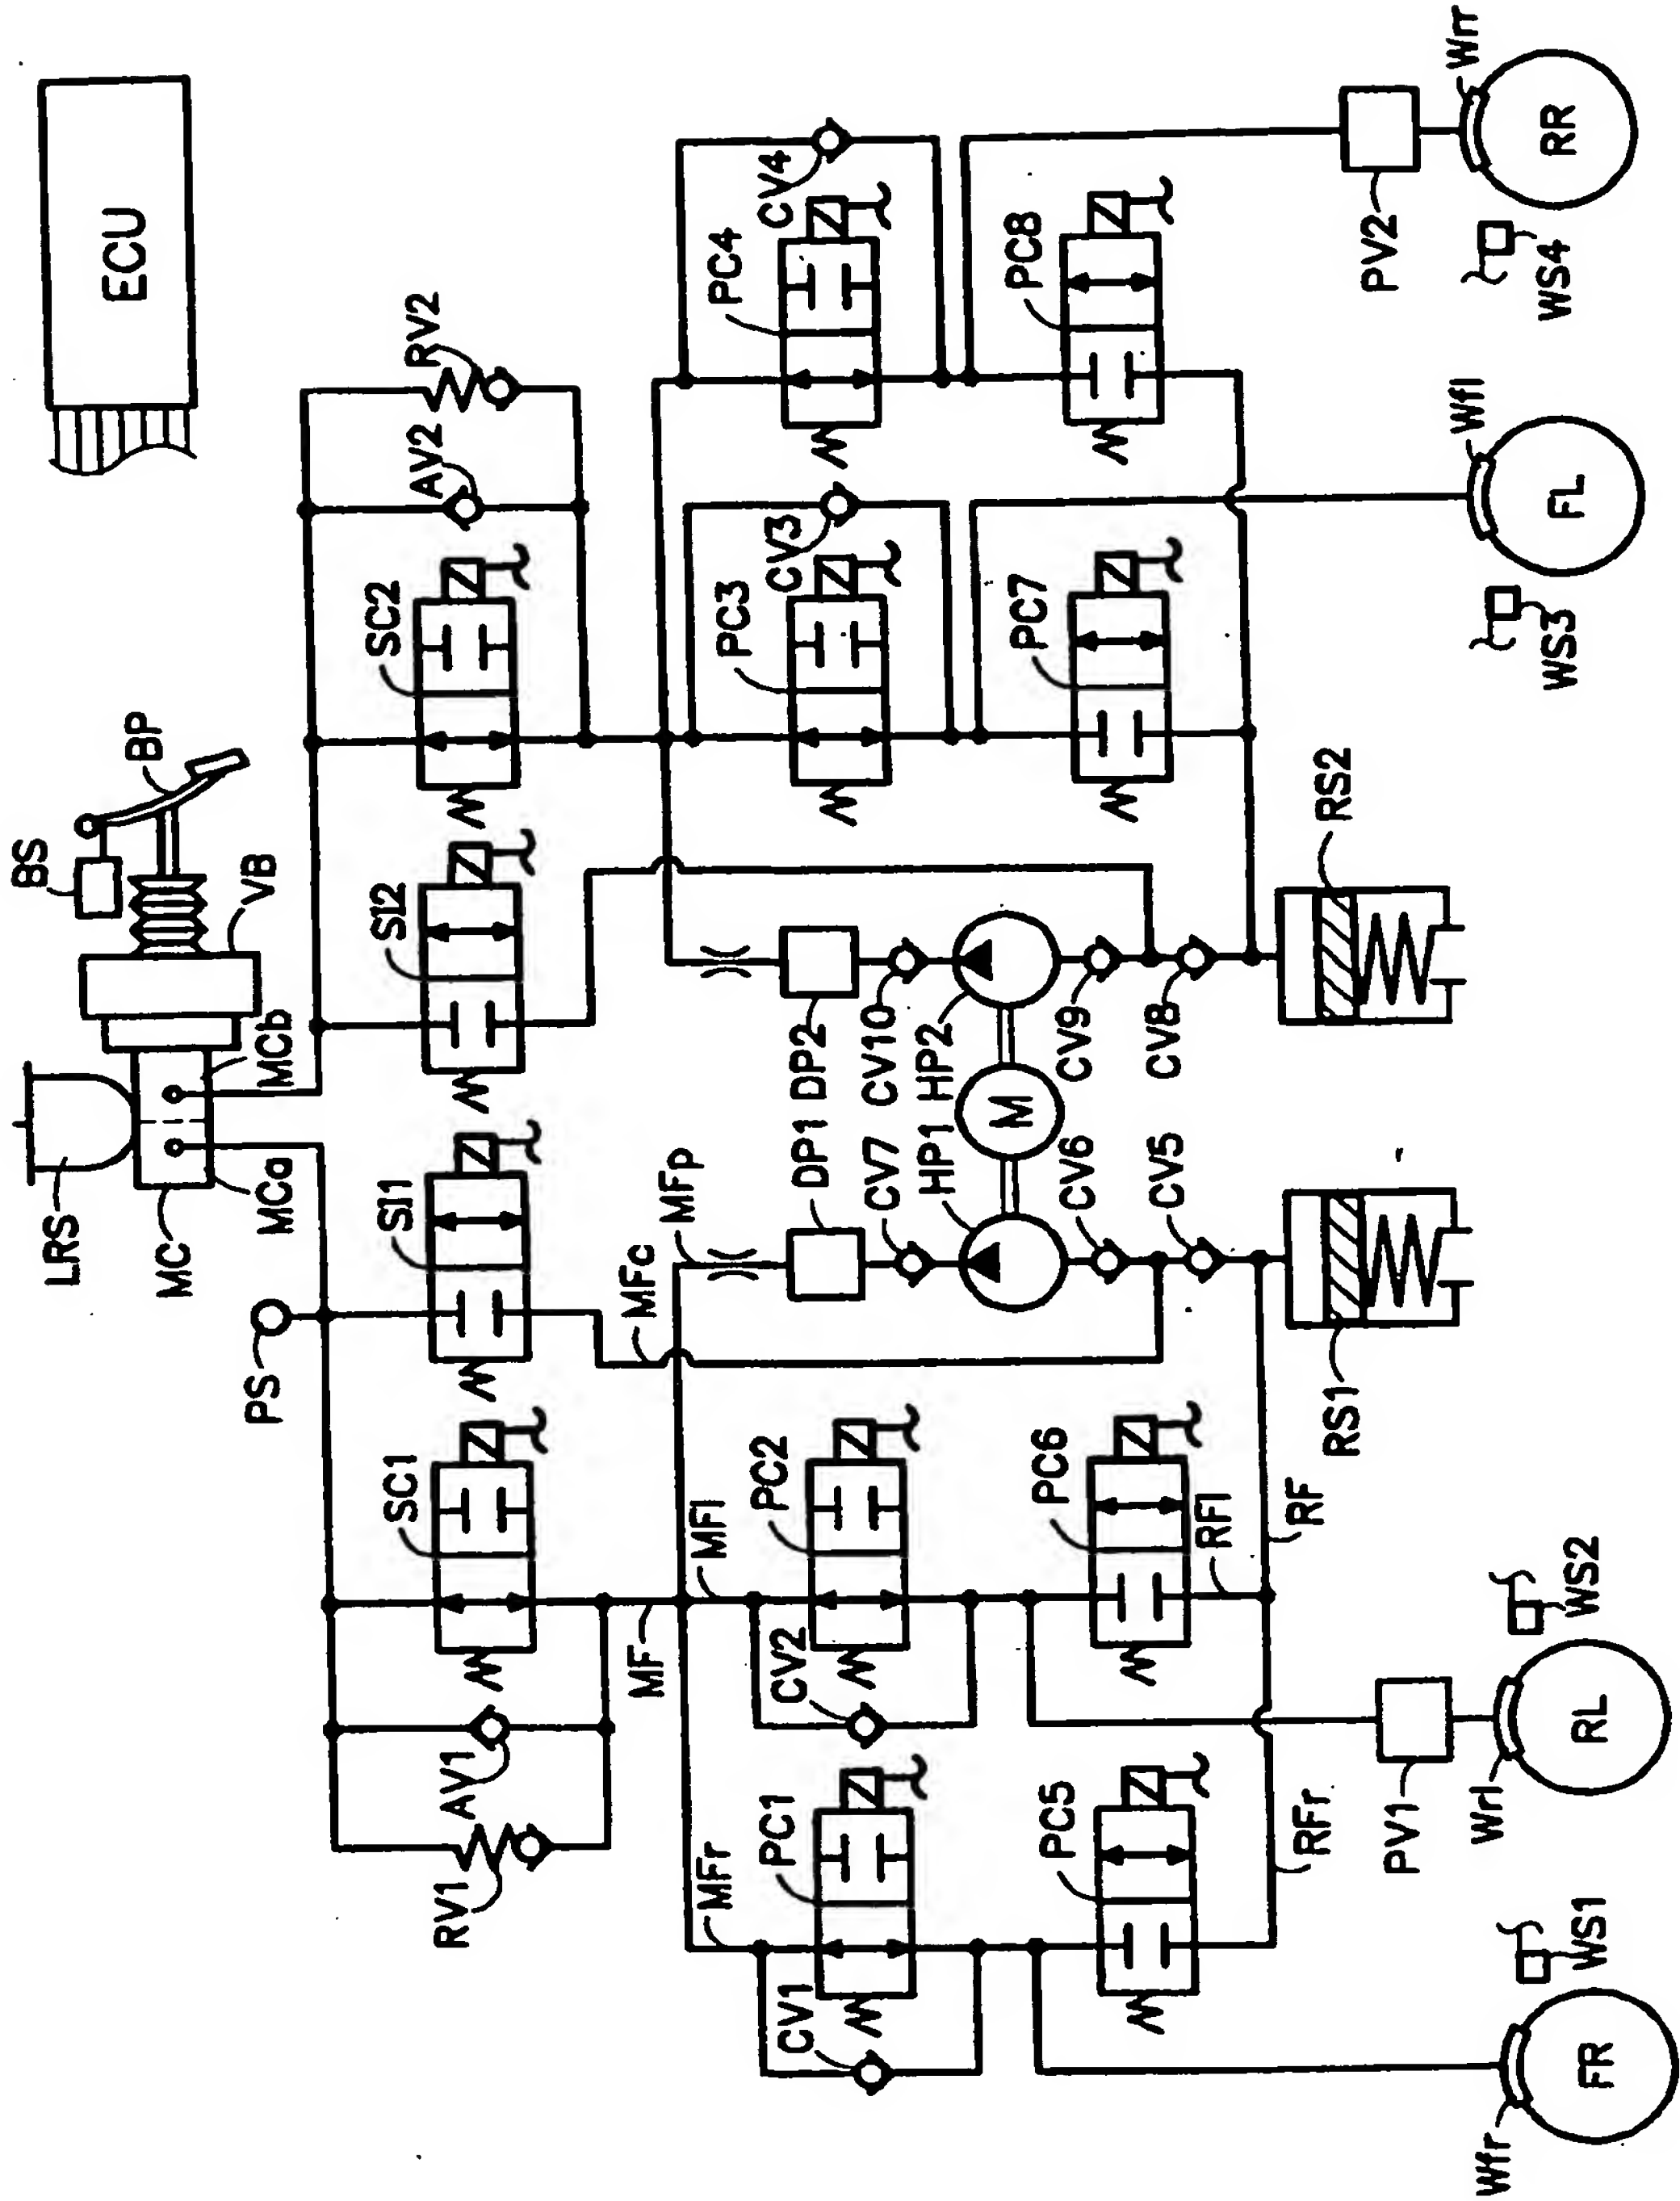 ECU
BS
BP
VB
LRS
MC
MCa
MCb
PS
RV1
AV1
SC1
SI1
SI2
SC2
AV2
RV2
MF
MFr
MFl
MFc
MFp
CV1
PC1
CV2
PC2
DP1
DP2
CV7
CV10
HP1
HP2
M
CV6
CV9
CV5
CV8
PC3
CV3
PC4
CV4
PC5
PC6
PC7
PC8
RFr
RFl
RF
RS1
RS2
PV1
PV2
Wfr
Wrl
Wfl
Wrr
FR
RL
FL
RR
WS1
WS2
WS3
WS4